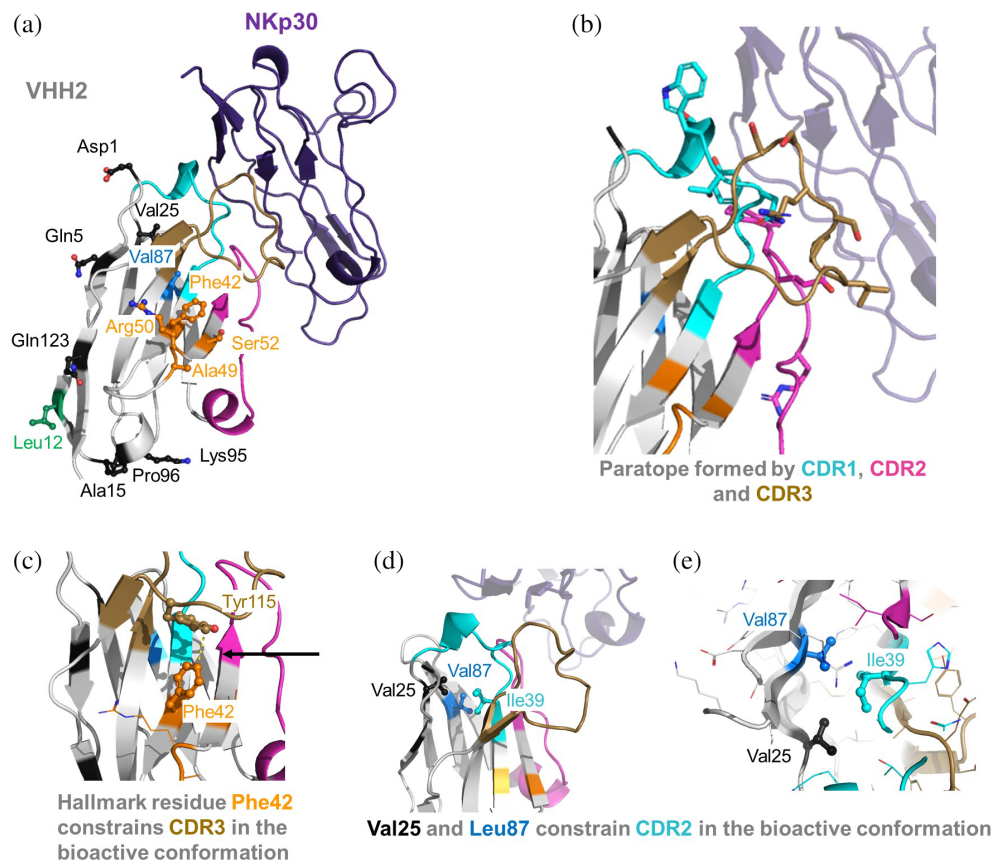 (a)
NKp30
VHH2
Asp1
Val25
Gln5
Val87
Phe42
Arg50
Ser52
Gln123
Ala49
Leu12
Lys95
Pro96
Ala15
(b)
Paratope formed by CDR1, CDR2
and CDR3
(c)
Tyr115
Phe42
Hallmark residue Phe42
constrains CDR3 in the
bioactive conformation
(d)
Val25
Val87
Ile39
(e)
Val87
Ile39
Val25
Val25 and Leu87 constrain CDR2 in the bioactive conformation